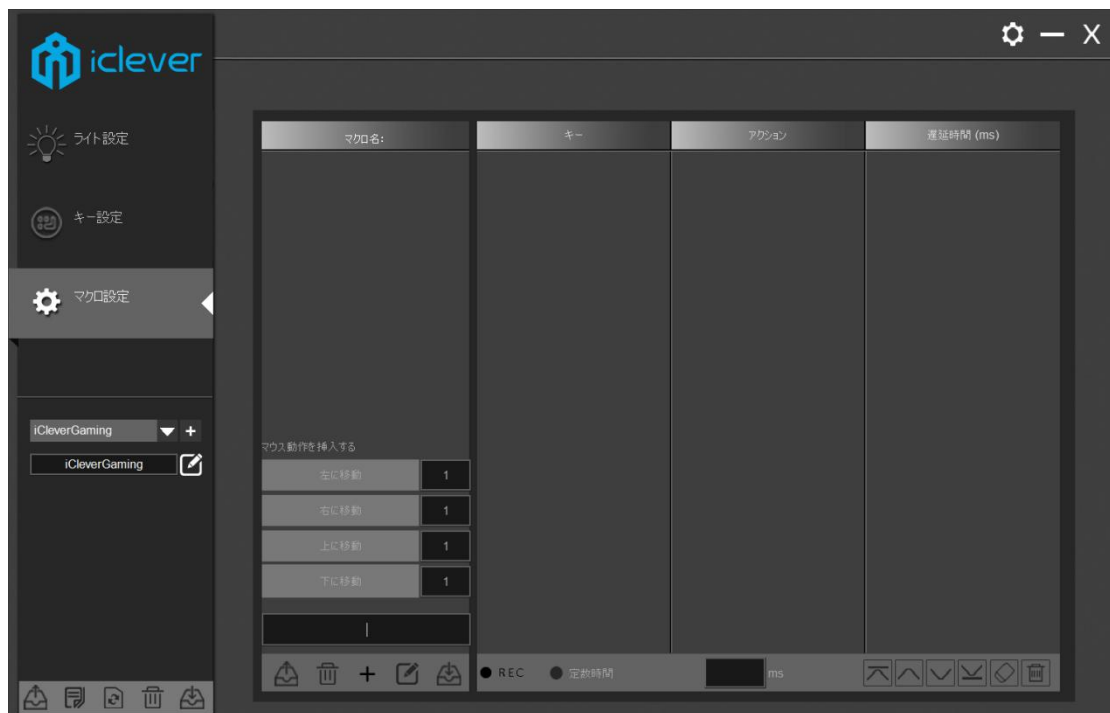 iclever
X
ライト設定
キー設定
マクロ設定
iCleverGaming
iCleverGaming
マクロ名:
キー
アクション
遅延時間 (ms)
マウス動作を挿入する
左に移動 1
右に移動 1
上に移動 1
下に移動 1
REC
定数時間
ms